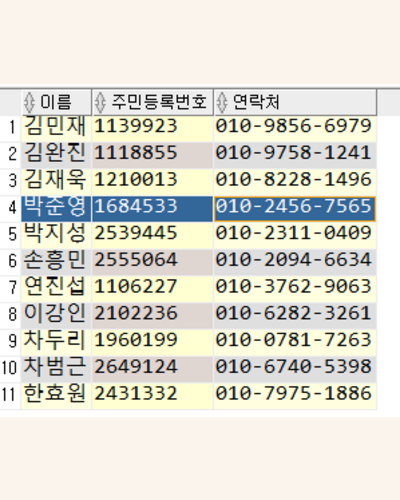 이름 주민등록번호 연락처
1 김민재 1139923 010-9856-6979
2 김완진 1118855 010-9758-1241
3 김재욱 1210013 010-8228-1496
4 박준영 1684533 010-2456-7565
5 박지성 2539445 010-2311-0409
6 손흥민 2555064 010-2094-6634
7 연진섭 1106227 010-3762-9063
8 이강인 2102236 010-6282-3261
9 차두리 1960199 010-0781-7263
10 차범근 2649124 010-6740-5398
11 한효원 2431332 010-7975-1886